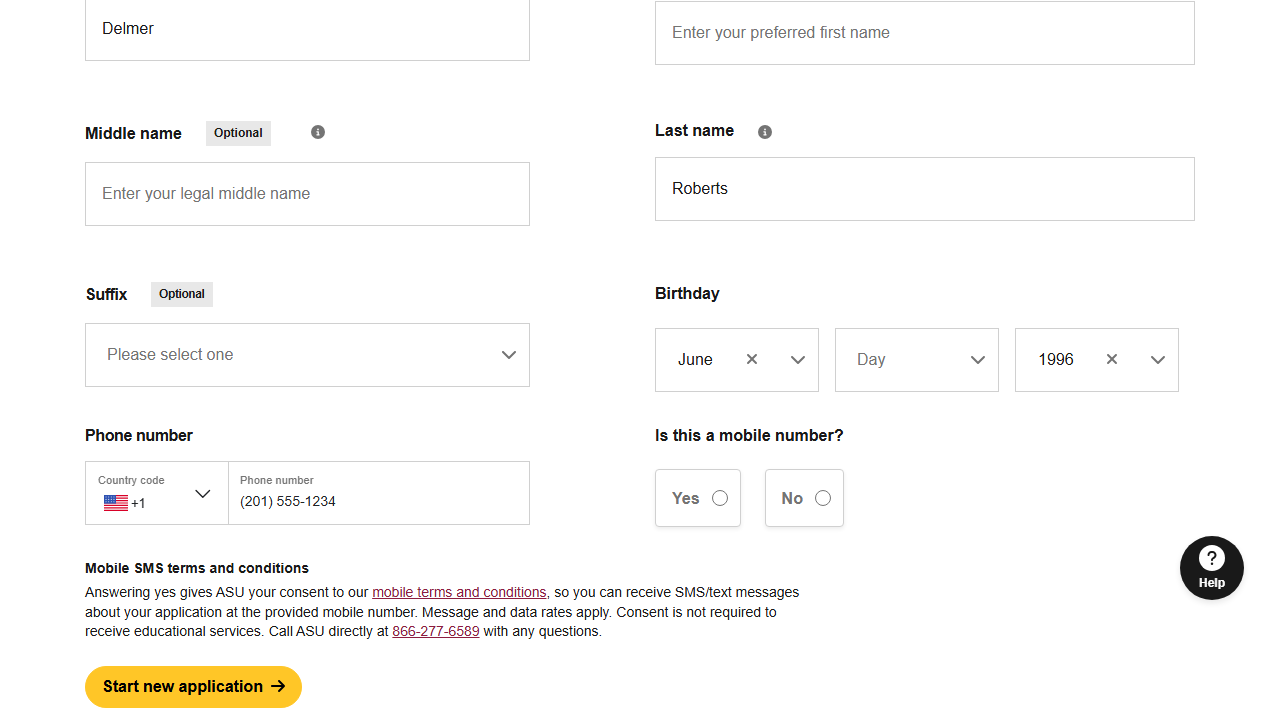 Delmer
Enter your preferred first name
Middle name Optional
Last name
Enter your legal middle name
Roberts
Suffix Optional
Birthday
Please select one
June Day 1996
Phone number
Is this a mobile number?
Country code
+1
Phone number
(201) 555-1234
Yes No
Mobile SMS terms and conditions
Answering yes gives ASU your consent to our mobile terms and conditions, so you can receive SMS/text messages
about your application at the provided mobile number. Message and data rates apply. Consent is not required to
receive educational services. Call ASU directly at 866-277-6589 with any questions.
Help
Start new application